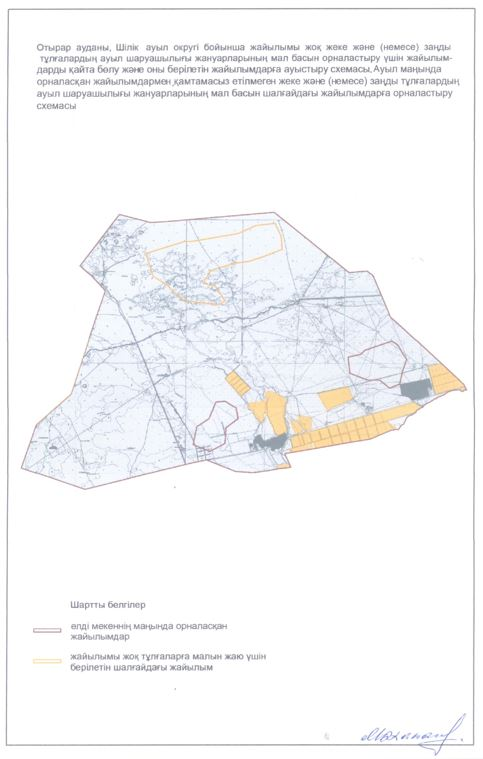 Отырар ауданы, Шілік ауыл округі бойынша жайылымы жоқ жеке және (немесе) заңды
тұлғалардың ауыл шаруашылығы жануарларының мал басын орналастыру үшін жайылым-
дарды қайта бөлу және оны берілетін жайылымдарға ауыстыру схемасы. Ауыл маңында
орналасқан жайылымдармен қамтамасыз етілмеген жеке және (немесе) заңды тұлғалардың
ауыл шаруашылығы жануарларының мал басын шалғайдағы жайылымдарға орналастыру
схемасы
Шартты белгілер
елді мекеннің маңында орналасқан
жайылымдар
жайылымы жоқ тұлғаларға малын жаю үшін
берілетін шалғайдағы жайылым